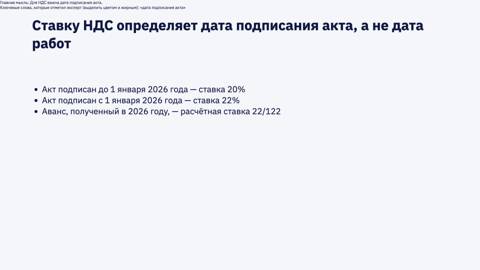 Главная мысль: Для НДС важна дата подписания акта.
Ключевые слова, которые отметил эксперт (выделить цветом и жирным): «дата подписания акта»
Ставку НДС определяет дата подписания акта, а не дата
работ
• Акт подписан до 1 января 2026 года — ставка 20%
• Акт подписан с 1 января 2026 года — ставка 22%
• Аванс, полученный в 2026 году, — расчётная ставка 22/122